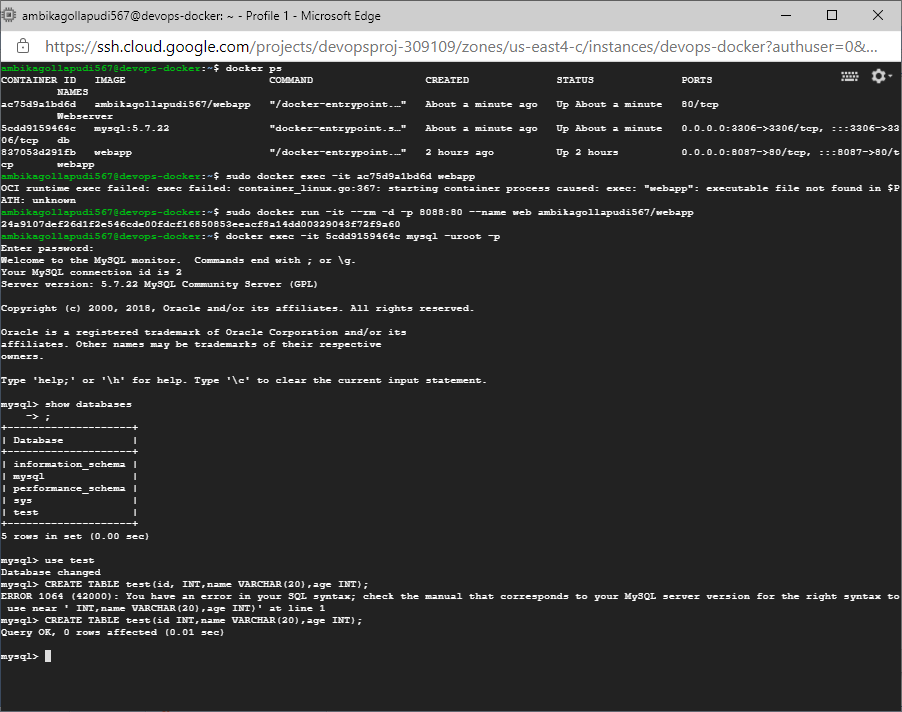 ambikagollapudi567@devops-docker: ~ - Profile 1 - Microsoft Edge
https://ssh.cloud.google.com/projects/devopsproj-309109/zones/us-east4-c/instances/devops-docker?authuser=0&...
ambikagollapudi567@devops-docker:~$ docker ps
CONTAINER ID   IMAGE                       COMMAND                  CREATED              STATUS              PORTS
         NAMES
ac75d9a1bd6d   ambikagollapudi567/webapp   "/docker-entrypoint.…"   About a minute ago   Up About a minute   80/tcp
         Webserver
5cdd9159464c   mysql:5.7.22                "docker-entrypoint.s…"   About a minute ago   Up About a minute   0.0.0.0:3306->3306/tcp, :::3306->33
06/tcp   db
837053d291fb   webapp                      "/docker-entrypoint.…"   2 hours ago          Up 2 hours          0.0.0.0:8087->80/tcp, :::8087->80/t
cp       webapp
ambikagollapudi567@devops-docker:~$ sudo docker exec -it ac75d9a1bd6d webapp
OCI runtime exec failed: exec failed: container_linux.go:367: starting container process caused: exec: "webapp": executable file not found in $P
ATH: unknown
ambikagollapudi567@devops-docker:~$ sudo docker run -it --rm -d -p 8088:80 --name web ambikagollapudi567/webapp
24a9107def26d1f2e546cde00fdcf16850853eeacf8a14dd00329043f72f9a60
ambikagollapudi567@devops-docker:~$ docker exec -it 5cdd9159464c mysql -uroot -p
Enter password:
Welcome to the MySQL monitor.  Commands end with ; or \g.
Your MySQL connection id is 2
Server version: 5.7.22 MySQL Community Server (GPL)
Copyright (c) 2000, 2018, Oracle and/or its affiliates. All rights reserved.
Oracle is a registered trademark of Oracle Corporation and/or its
affiliates. Other names may be trademarks of their respective
owners.
Type 'help;' or '\h' for help. Type '\c' to clear the current input statement.
mysql> show databases
    -> ;
+--------------------+
| Database           |
+--------------------+
| information_schema |
| mysql              |
| performance_schema |
| sys                |
| test               |
+--------------------+
5 rows in set (0.00 sec)
mysql> use test
Database changed
mysql> CREATE TABLE test(id, INT,name VARCHAR(20),age INT);
ERROR 1064 (42000): You have an error in your SQL syntax; check the manual that corresponds to your MySQL server version for the right syntax to
 use near ' INT,name VARCHAR(20),age INT)' at line 1
mysql> CREATE TABLE test(id INT,name VARCHAR(20),age INT);
Query OK, 0 rows affected (0.01 sec)
mysql>